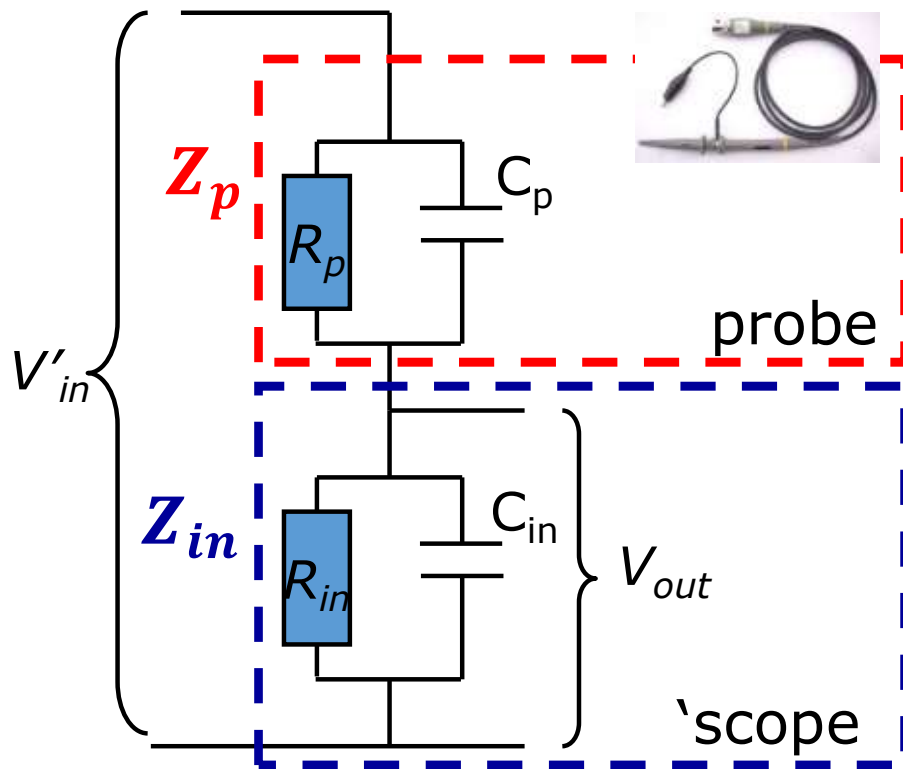 Z_p
C_p
R_p
probe
V'_in
Z_in
C_in
R_in
V_out
‘scope